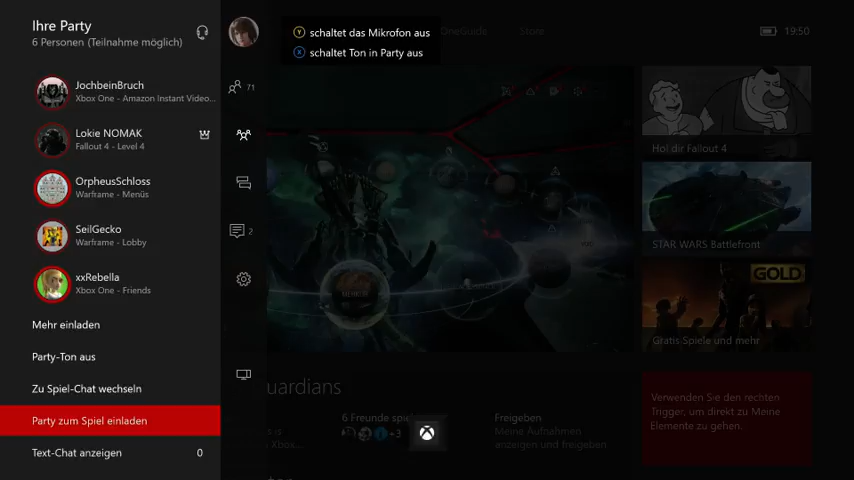 Ihre Party
6 Personen (Teilnahme möglich)
JochbeinBruch
Xbox One - Amazon Instant Video...
Lokie NOMAK
Fallout 4 - Level 4
OrpheusSchloss
Warframe - Menüs
SeilGecko
Warframe - Lobby
xxRebella
Xbox One - Friends
Mehr einladen
Party-Ton aus
Zu Spiel-Chat wechseln
Party zum Spiel einladen
Text-Chat anzeigen 0
71
2
Y schaltet das Mikrofon aus
X schaltet Ton in Party aus
OneGuide
Store
19:50
Hol dir Fallout 4
STAR WARS Battlefront
GOLD
Gratis-Spiele und mehr
uardians
6 Freunde spie
+3
Xbox...
Freigeben
Meine Aufnahmen
anzeigen und freigeben
Verwenden Sie den rechten
Trigger, um direkt zu Meine
Elemente zu gehen.